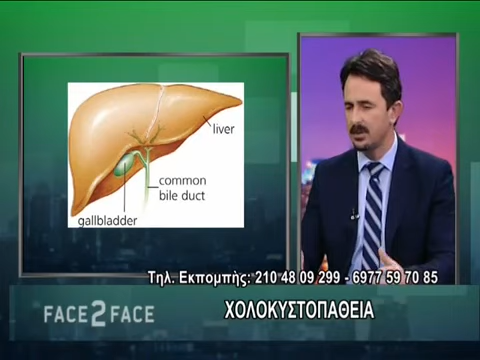 liver
common
bile duct
gallbladder
Τηλ. Εκπομπής: 210 48 09 299 - 6977 59 70 85
FACE2FACE
ΧΟΛΟΚΥΣΤΟΠΑΘΕΙΑ